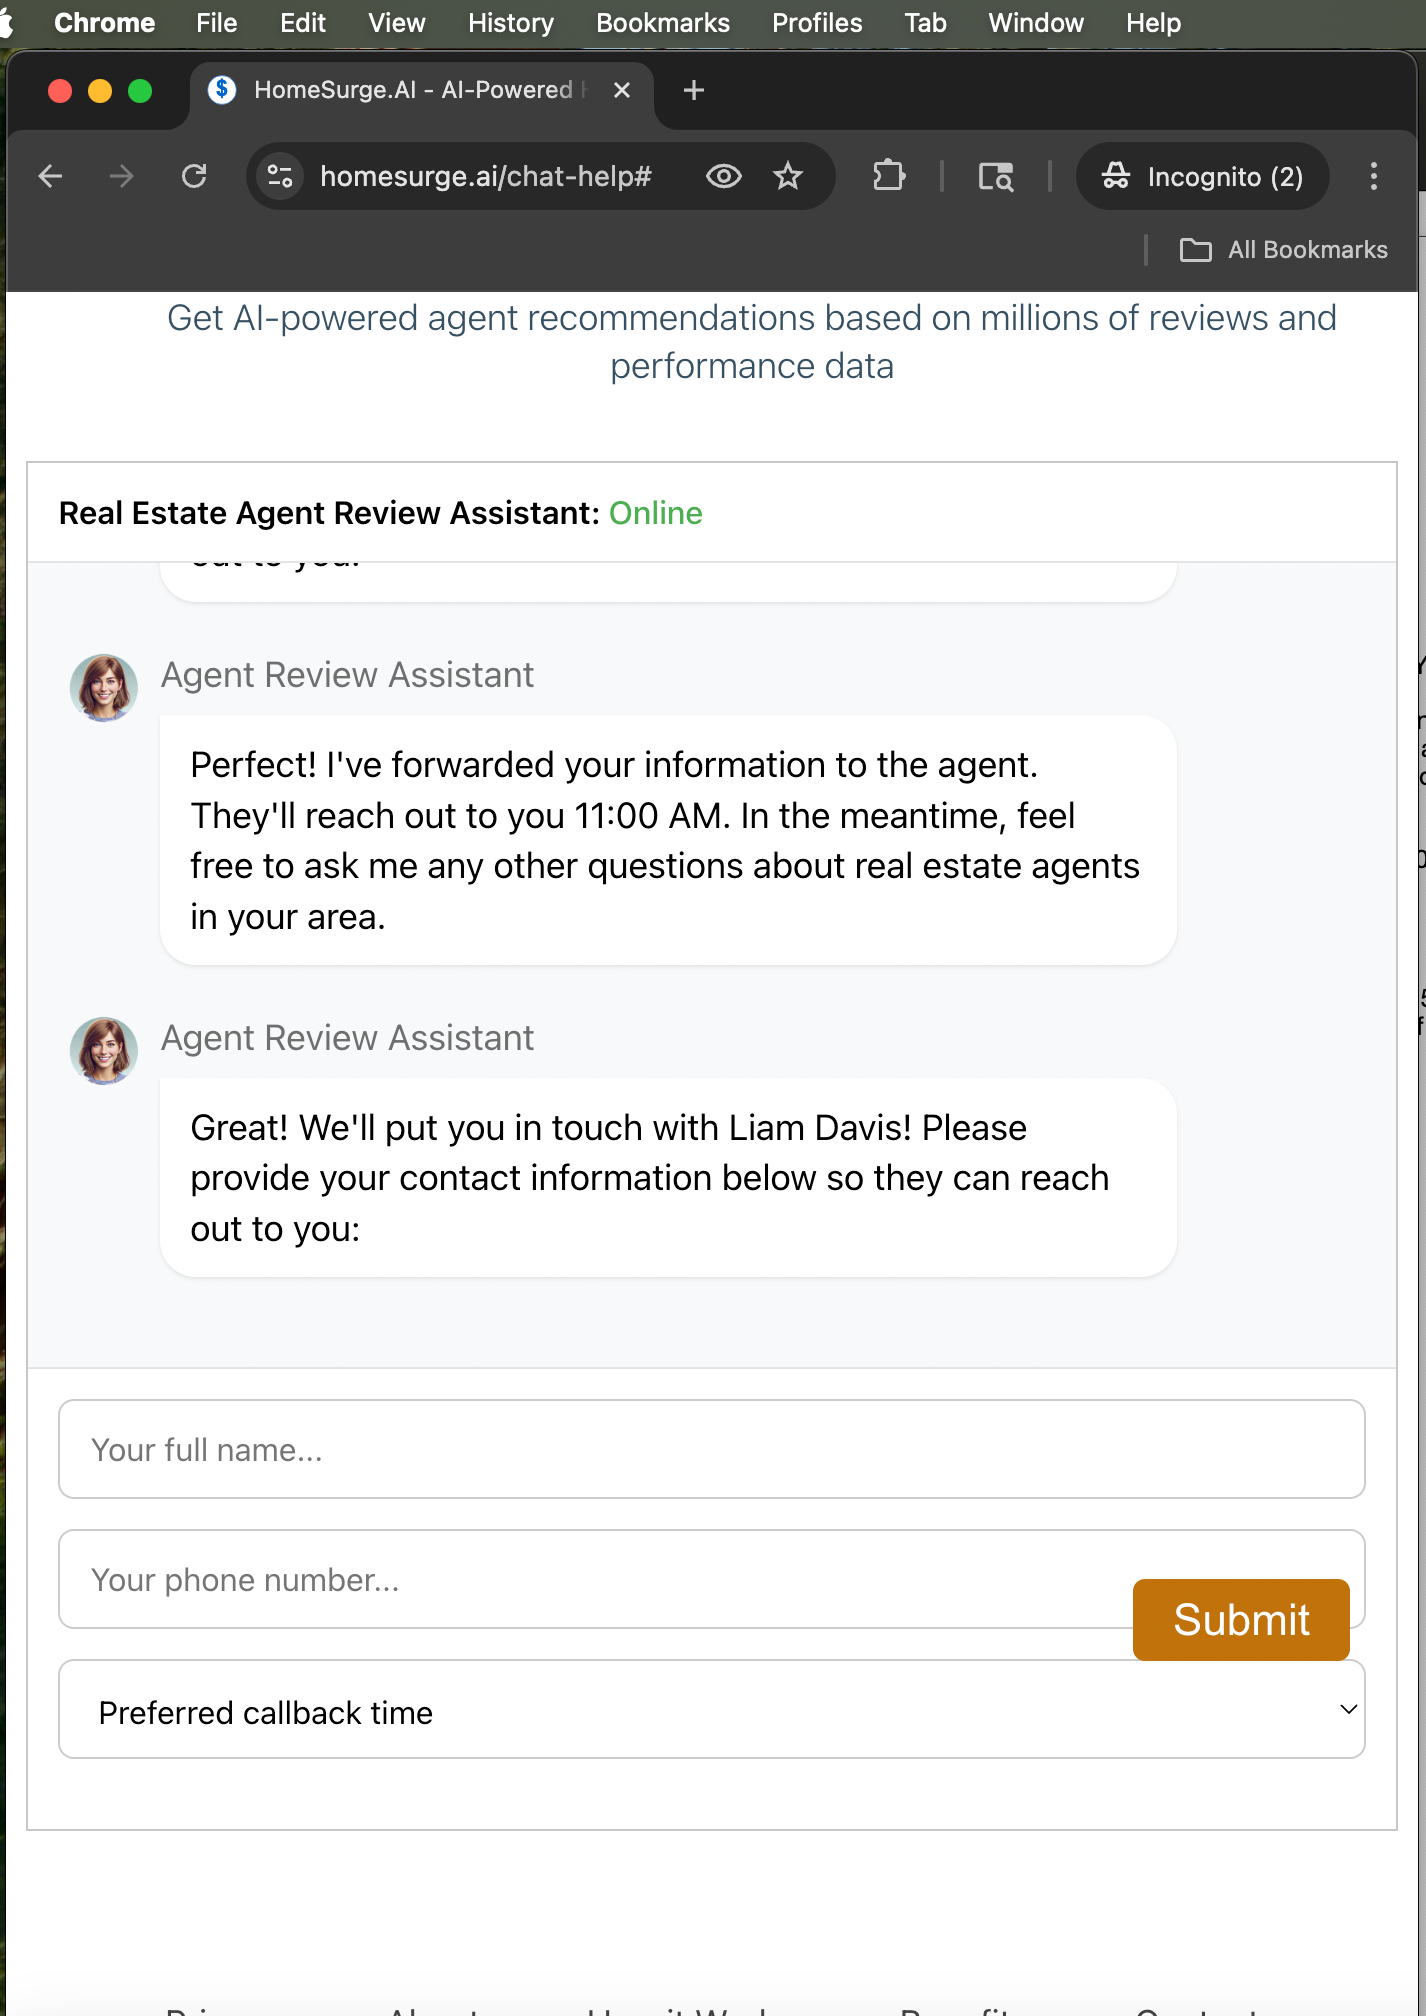 Chrome File Edit View History Bookmarks Profiles Tab Window Help
HomeSurge.AI - AI-Powered
homesurge.ai/chat-help#
Incognito (2)
All Bookmarks
Get AI-powered agent recommendations based on millions of reviews and
performance data
Real Estate Agent Review Assistant: Online
out to you:
Agent Review Assistant
Perfect! I've forwarded your information to the agent.
They'll reach out to you 11:00 AM. In the meantime, feel
free to ask me any other questions about real estate agents
in your area.
Agent Review Assistant
Great! We'll put you in touch with Liam Davis! Please
provide your contact information below so they can reach
out to you:
Your full name...
Your phone number...
Submit
Preferred callback time